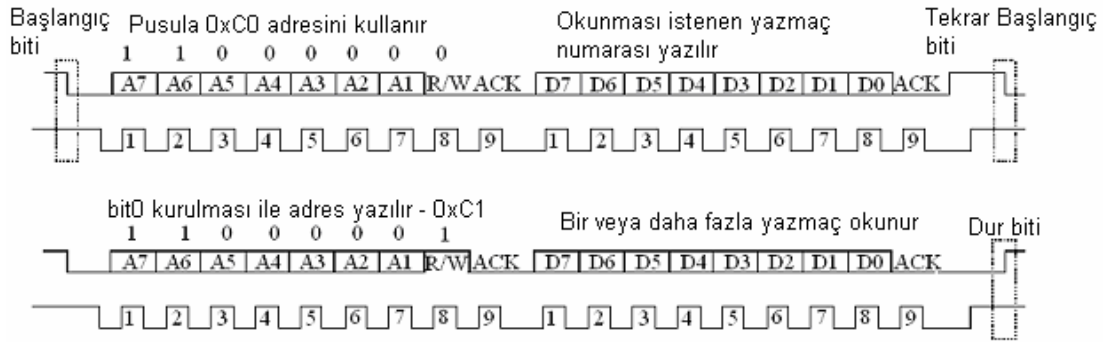 Başlangıç biti
Pusula 0xC0 adresini kullanır
Okunması istenen yazmaç numarası yazılır
Tekrar Başlangıç biti
1 1 0 0 0 0 0 0
A7 A6 A5 A4 A3 A2 A1 R/W ACK D7 D6 D5 D4 D3 D2 D1 D0 ACK
1 2 3 4 5 6 7 8 9 1 2 3 4 5 6 7 8 9
bit0 kurulması ile adres yazılır - 0xC1
Bir veya daha fazla yazmaç okunur
Dur biti
1 1 0 0 0 0 0 1
A7 A6 A5 A4 A3 A2 A1 R/W ACK D7 D6 D5 D4 D3 D2 D1 D0 ACK
1 2 3 4 5 6 7 8 9 1 2 3 4 5 6 7 8 9